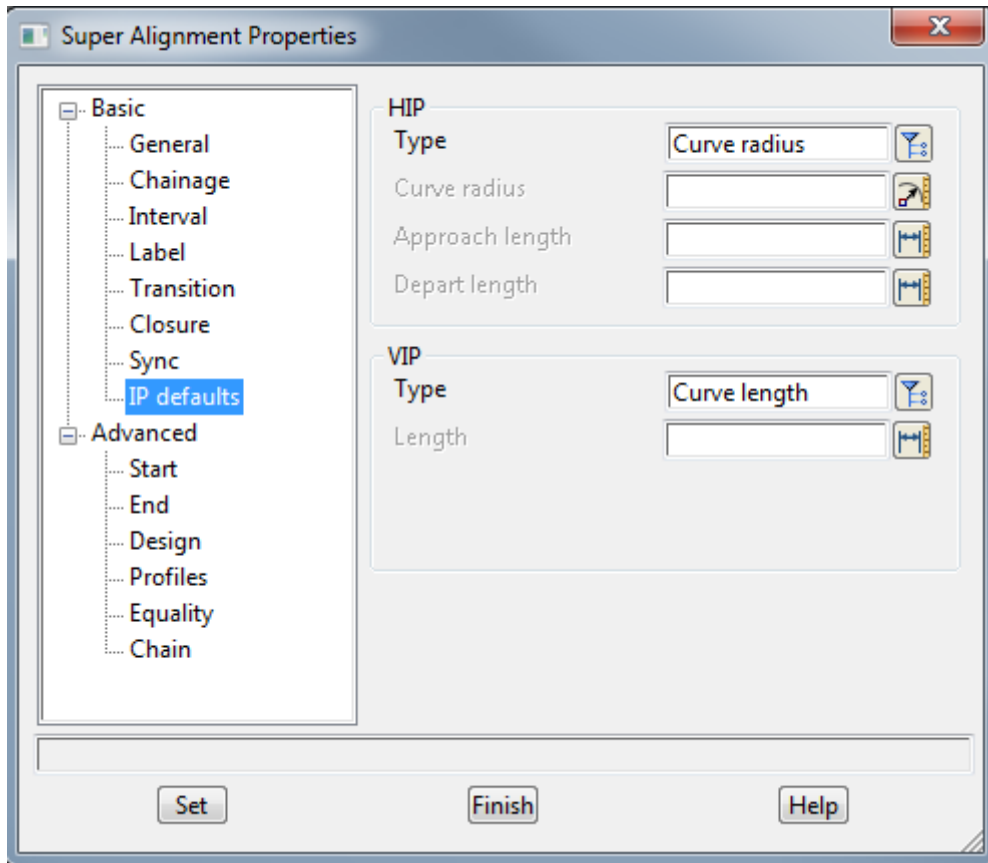 Super Alignment Properties
Basic
General
Chainage
Interval
Label
Transition
Closure
Sync
IP defaults
Advanced
Start
End
Design
Profiles
Equality
Chain
HIP
Type Curve radius
Curve radius
Approach length
Depart length
VIP
Type Curve length
Length
Set Finish Help